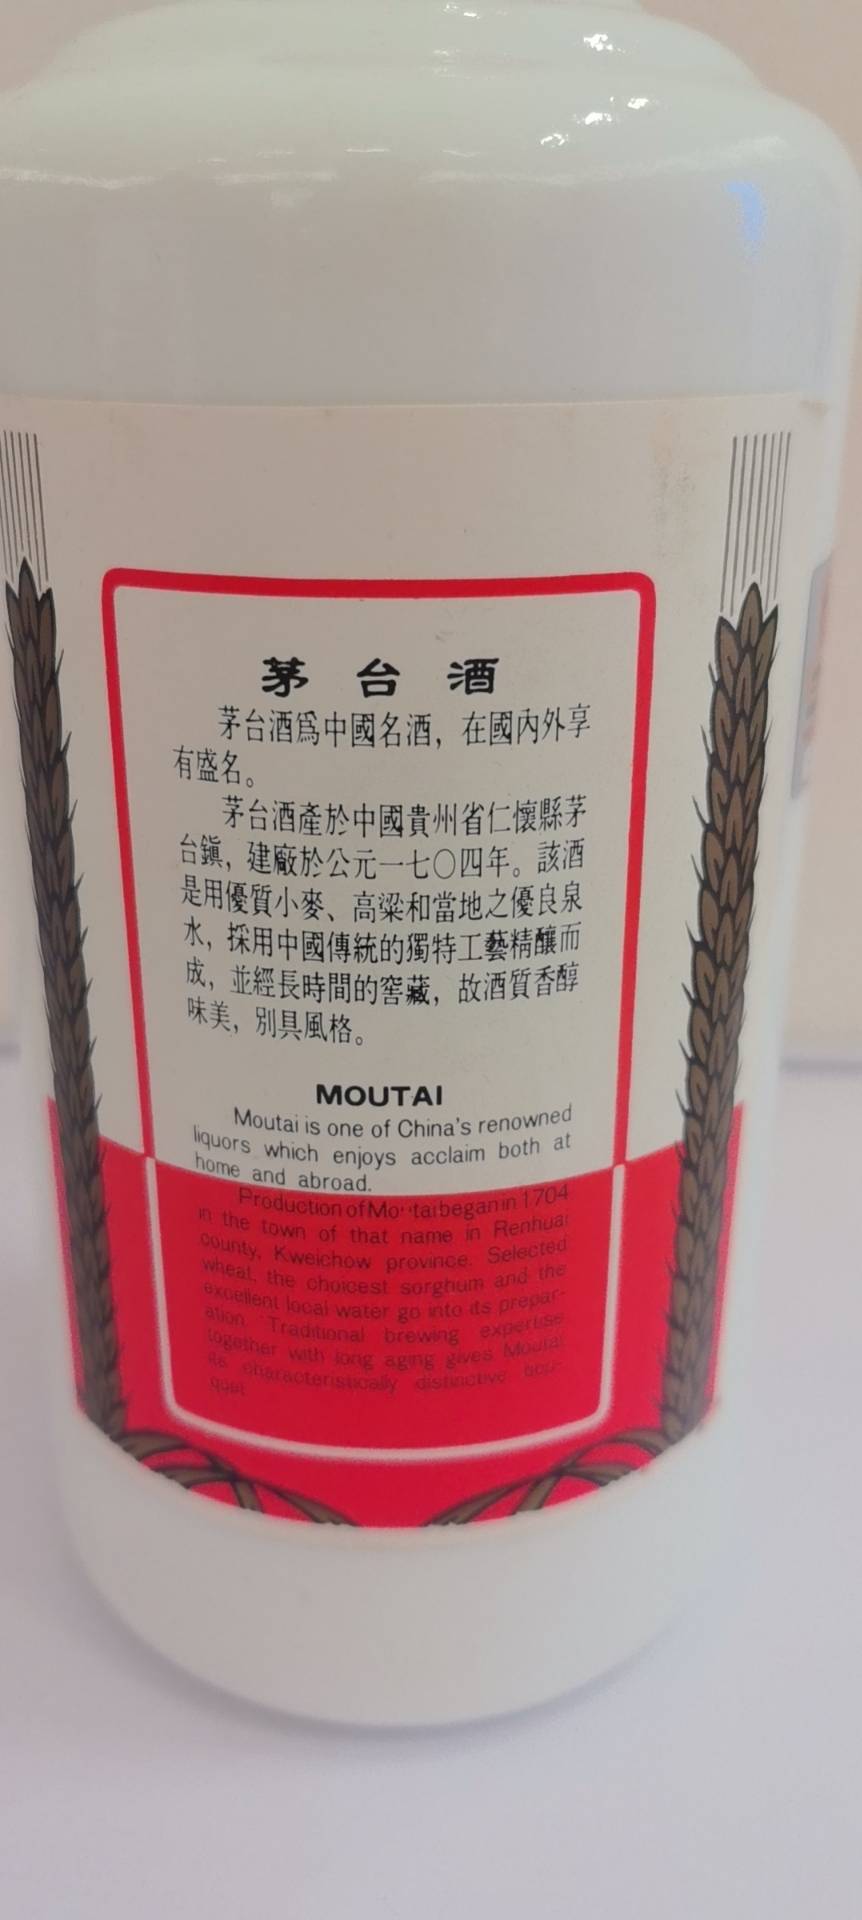 茅台酒
茅台酒爲中國名酒，在國內外享
有盛名。
茅台酒產於中國貴州省仁懷縣茅
台鎮，建廠於公元一七〇四年。該酒
是用優質小麥、高粱和當地之優良泉
水，採用中國傳統的獨特工藝精釀而
成，並經長時間的窖藏，故酒質香醇
味美，別具風格。
MOUTAI
Moutai is one of China's renowned
liquors which enjoys acclaim both at
home and abroad.
Production of Moutai began in 1704
in the town of that name in Renhuai
county, Kweichow province. Selected
wheat, the choicest sorghum and the
excellent local water go into its prepar-
ation. Traditional brewing expertise
together with long aging gives Moutai
its characteristically distinctive bou-
quet